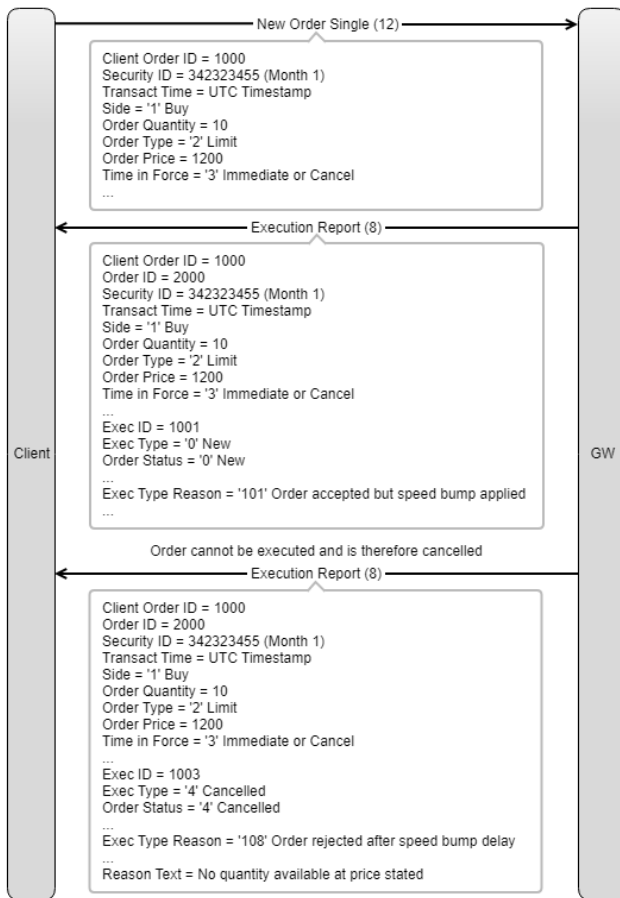 New Order Single (12)
Client Order ID = 1000
Security ID = 342323455 (Month 1)
Transact Time = UTC Timestamp
Side = '1' Buy
Order Quantity = 10
Order Type = '2' Limit
Order Price = 1200
Time in Force = '3' Immediate or Cancel
...
Execution Report (8)
Client Order ID = 1000
Order ID = 2000
Security ID = 342323455 (Month 1)
Transact Time = UTC Timestamp
Side = '1' Buy
Order Quantity = 10
Order Type = '2' Limit
Order Price = 1200
Time in Force = '3' Immediate or Cancel
...
Exec ID = 1001
Exec Type = '0' New
Order Status = '0' New
...
Exec Type Reason = '101' Order accepted but speed bump applied
...
Client
GW
Order cannot be executed and is therefore cancelled
Execution Report (8)
Client Order ID = 1000
Order ID = 2000
Security ID = 342323455 (Month 1)
Transact Time = UTC Timestamp
Side = '1' Buy
Order Quantity = 10
Order Type = '2' Limit
Order Price = 1200
Time in Force = '3' Immediate or Cancel
...
Exec ID = 1003
Exec Type = '4' Cancelled
Order Status = '4' Cancelled
...
Exec Type Reason = '108' Order rejected after speed bump delay
...
Reason Text = No quantity available at price stated